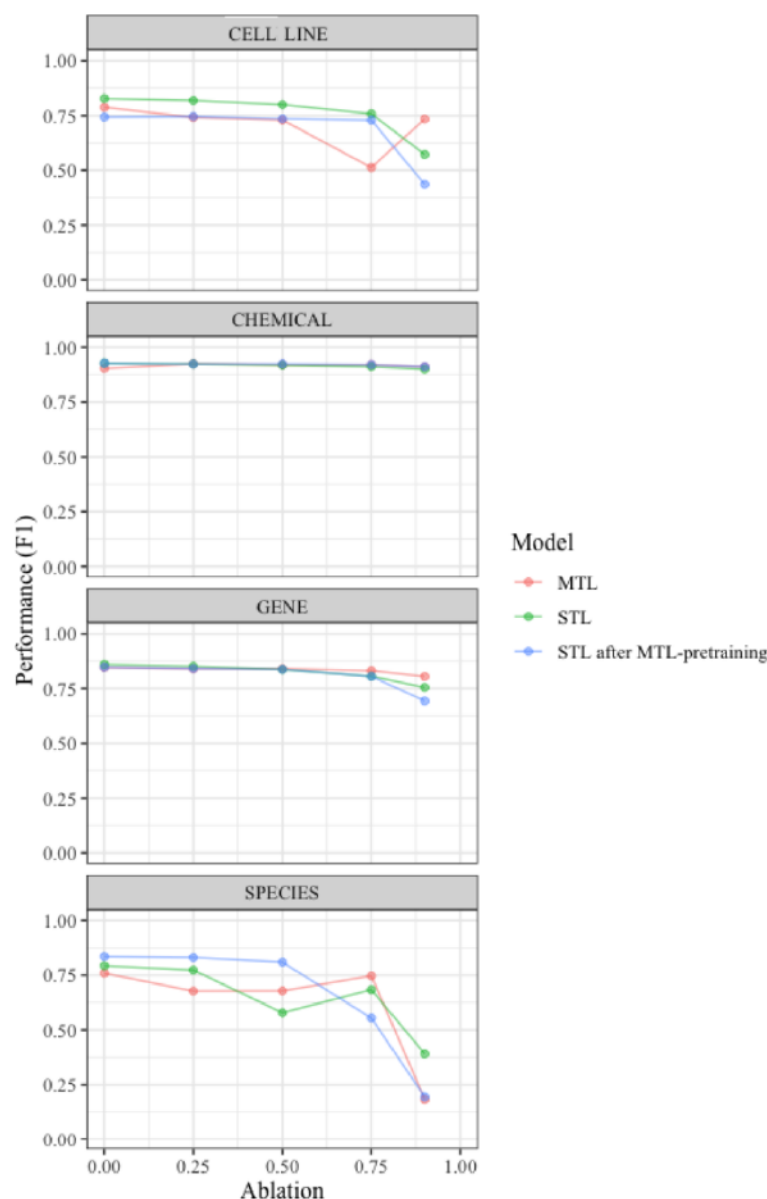 CELL LINE
1.00
0.75
0.50
0.25
0.00
CHEMICAL
1.00
0.75
0.50
0.25
0.00
Performance (F1)
GENE
1.00
0.75
0.50
0.25
0.00
SPECIES
1.00
0.75
0.50
0.25
0.00
0.00 0.25 0.50 0.75 1.00
Ablation
Model
MTL
STL
STL after MTL-pretraining